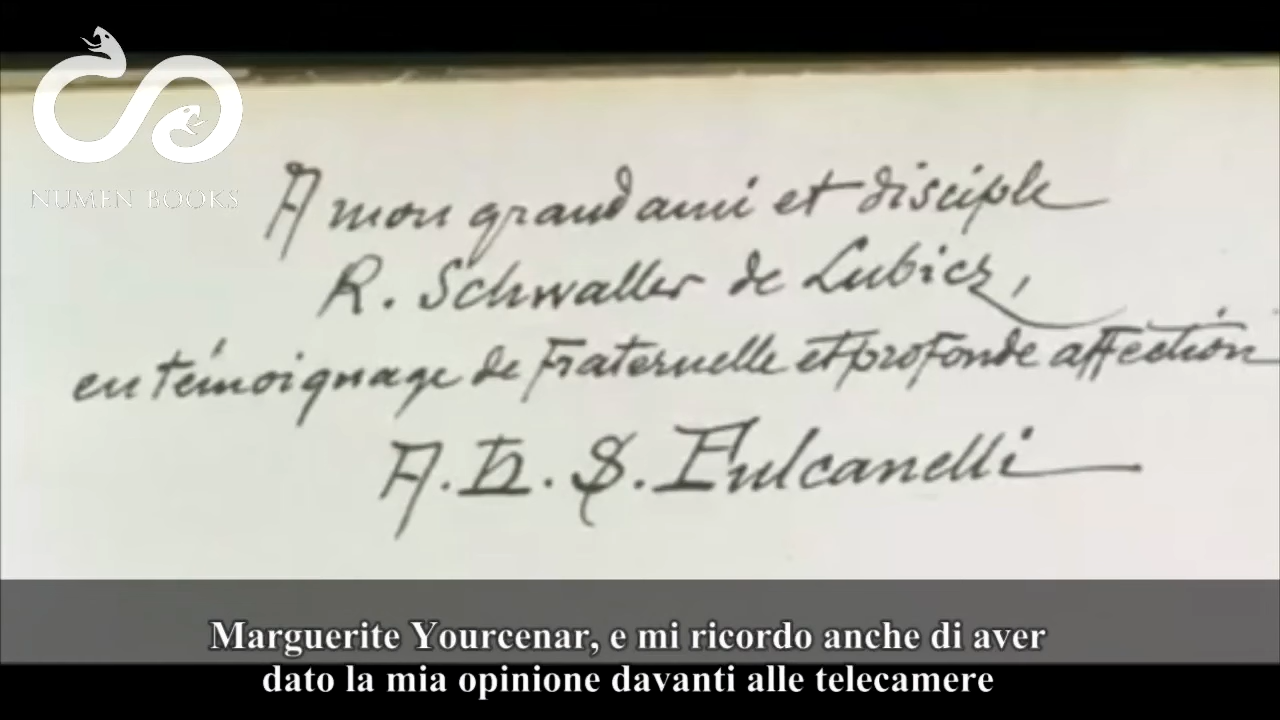 NUMEN BOOKS
A mon grand ami et disciple
R. Schwaller de Lubicz,
en témoignage de fraternelle et profonde affection
A.H.S. Fulcanelli
Marguerite Yourcenar, e mi ricordo anche di aver
dato la mia opinione davanti alle telecamere